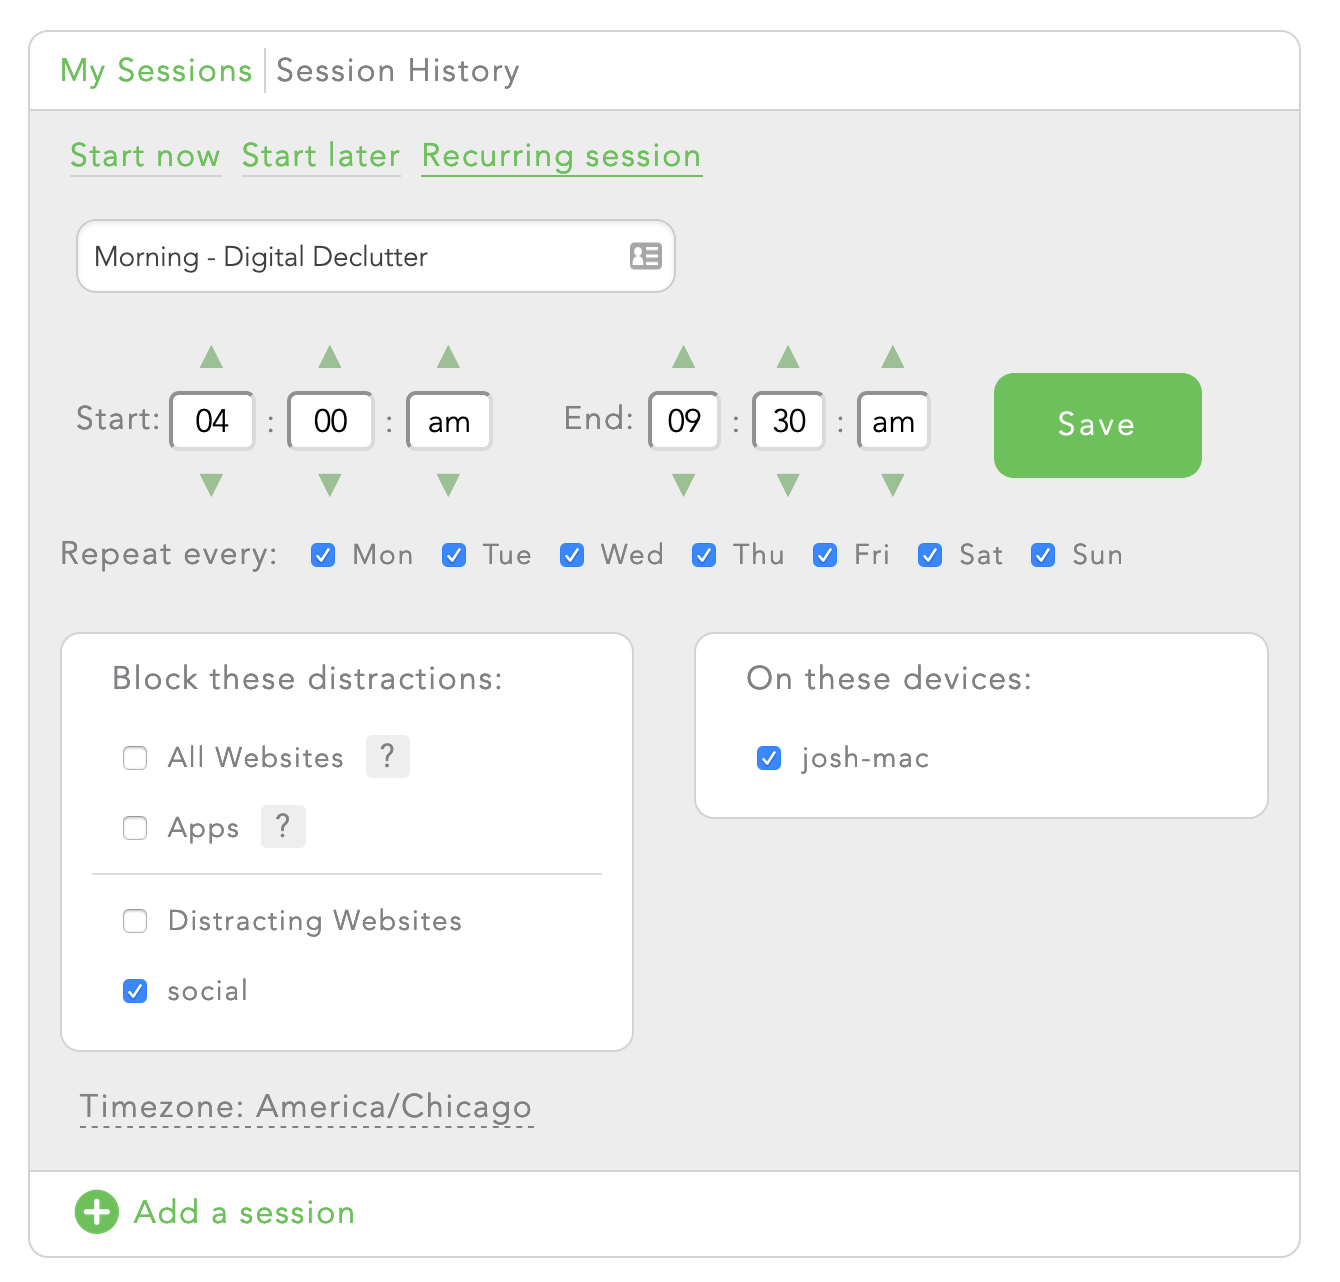 My Sessions Session History
Start now Start later Recurring session
Morning - Digital Declutter
Start: 04 : 00 : am End: 09 : 30 : am Save
Repeat every: Mon Tue Wed Thu Fri Sat Sun
Block these distractions:
All Websites ?
Apps ?
Distracting Websites
social
On these devices:
josh-mac
Timezone: America/Chicago
Add a session